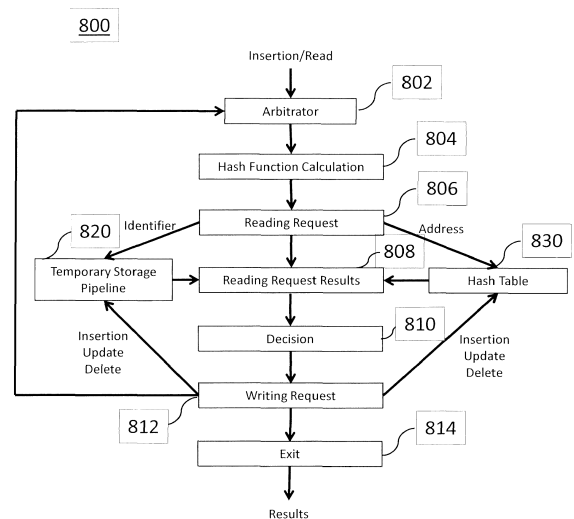 800
Insertion/Read
802
Arbitrator
804
Hash Function Calculation
806
Reading Request
Identifier
Address
820
808
830
Temporary Storage
Pipeline
Reading Request Results
Hash Table
810
Decision
Insertion
Update
Delete
Insertion
Update
Delete
Writing Request
812
814
Exit
Results